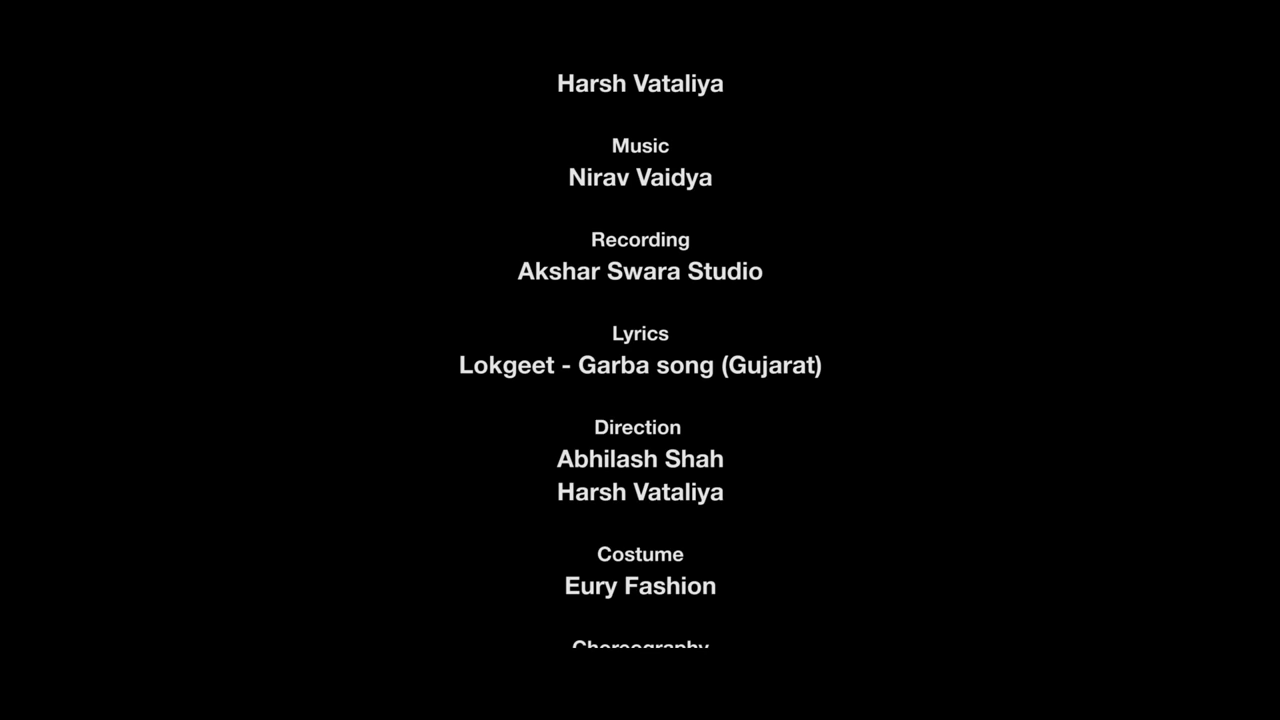 Harsh Vataliya
Music
Nirav Vaidya
Recording
Akshar Swara Studio
Lyrics
Lokgeet - Garba song (Gujarat)
Direction
Abhilash Shah
Harsh Vataliya
Costume
Eury Fashion
Choreography